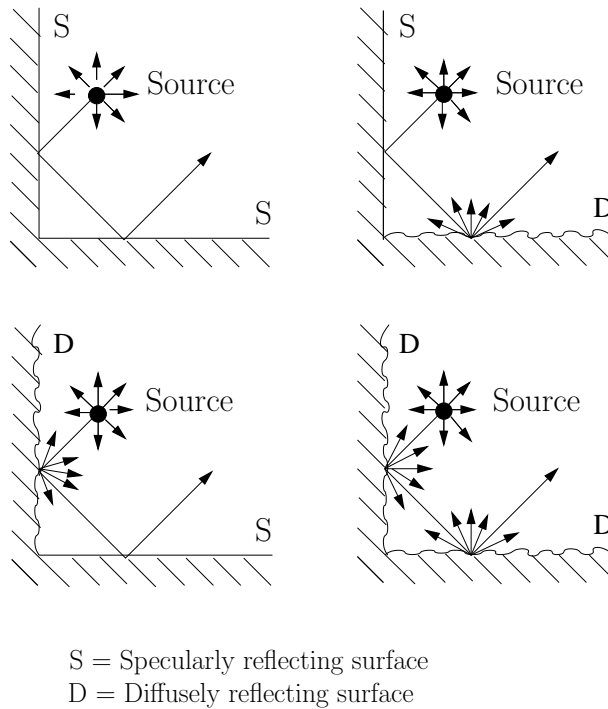 S
Source
S
S
Source
D
D
Source
S
D
Source
D
S = Specularly reflecting surface
D = Diffusely reflecting surface